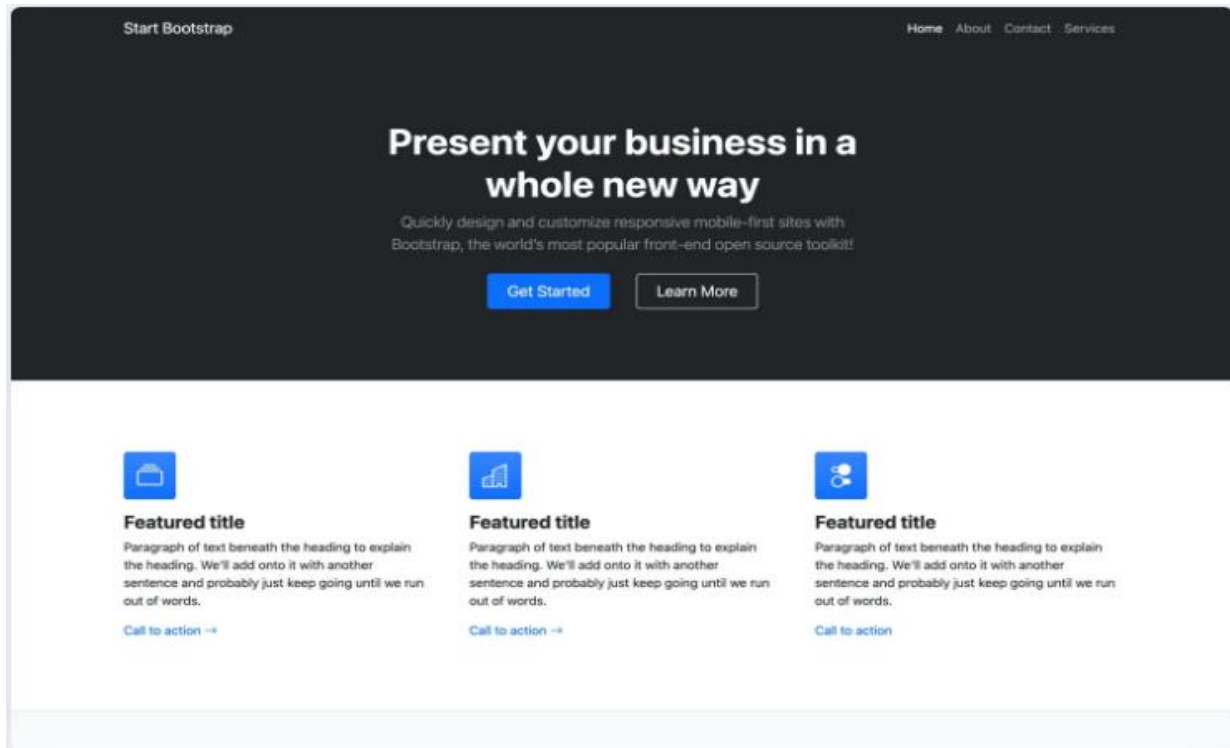 Start Bootstrap
Home About Contact Services
Present your business in a
whole new way
Quickly design and customize responsive mobile-first sites with
Bootstrap, the world's most popular front-end open source toolkit!
Get Started
Learn More
Featured title
Paragraph of text beneath the heading to explain
the heading. We'll add onto it with another
sentence and probably just keep going until we run
out of words.
Call to action →
Featured title
Paragraph of text beneath the heading to explain
the heading. We'll add onto it with another
sentence and probably just keep going until we run
out of words.
Call to action →
Featured title
Paragraph of text beneath the heading to explain
the heading. We'll add onto it with another
sentence and probably just keep going until we run
out of words.
Call to action